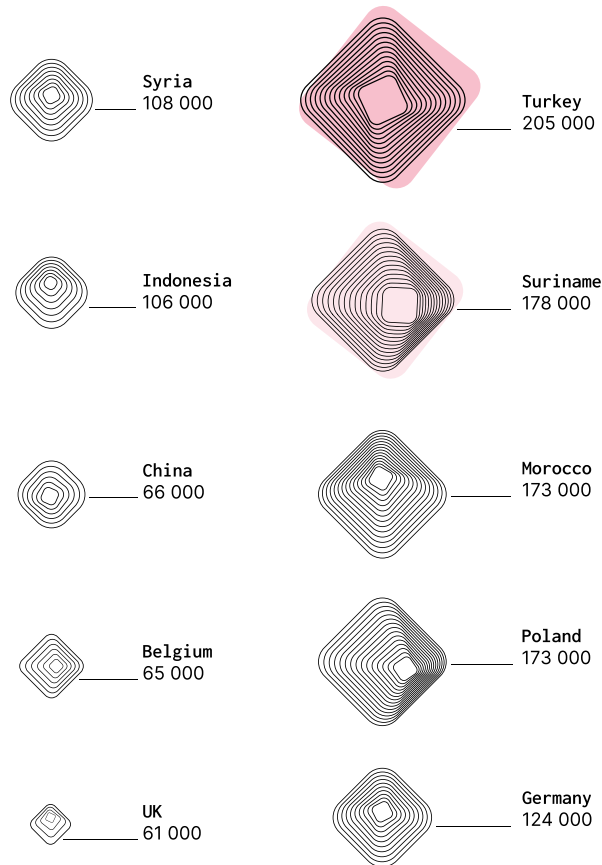 Syria
108 000
Turkey
205 000
Indonesia
106 000
Suriname
178 000
China
66 000
Morocco
173 000
Belgium
65 000
Poland
173 000
UK
61 000
Germany
124 000